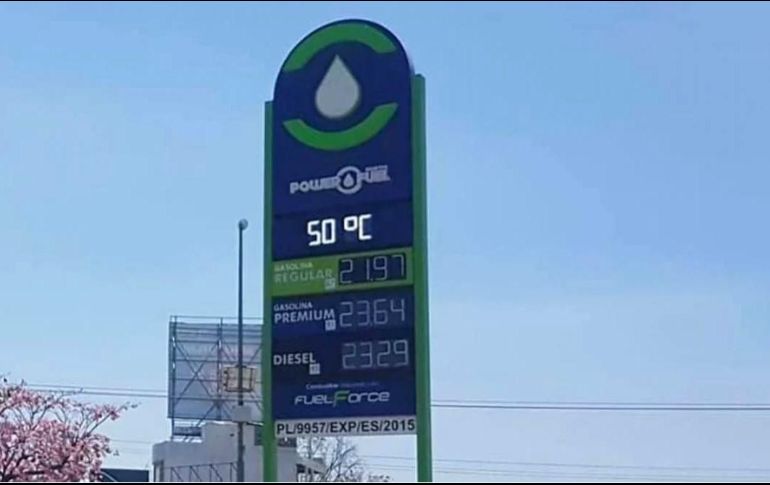 POWER FUEL
50 °C
GASOLINA
REGULAR 21.97
GASOLINA
PREMIUM 23.64
DIESEL 23.29
FUELFORCE
PL/9957/EXP/ES/2015